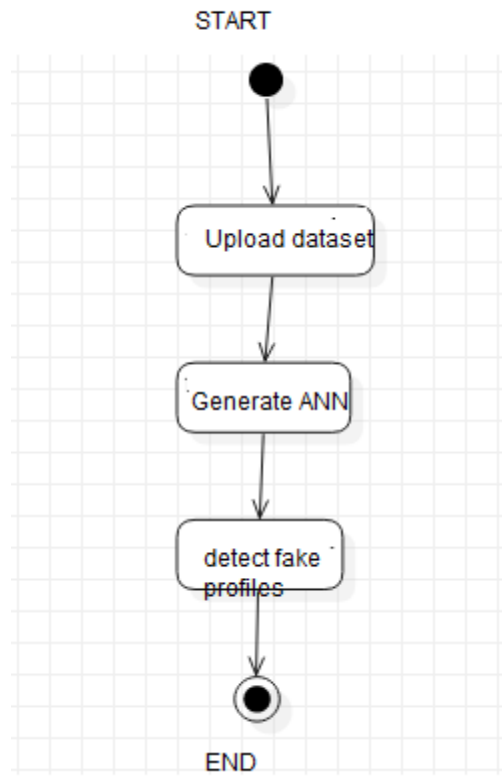 START
Upload dataset
Generate ANN
detect fake
profiles
END